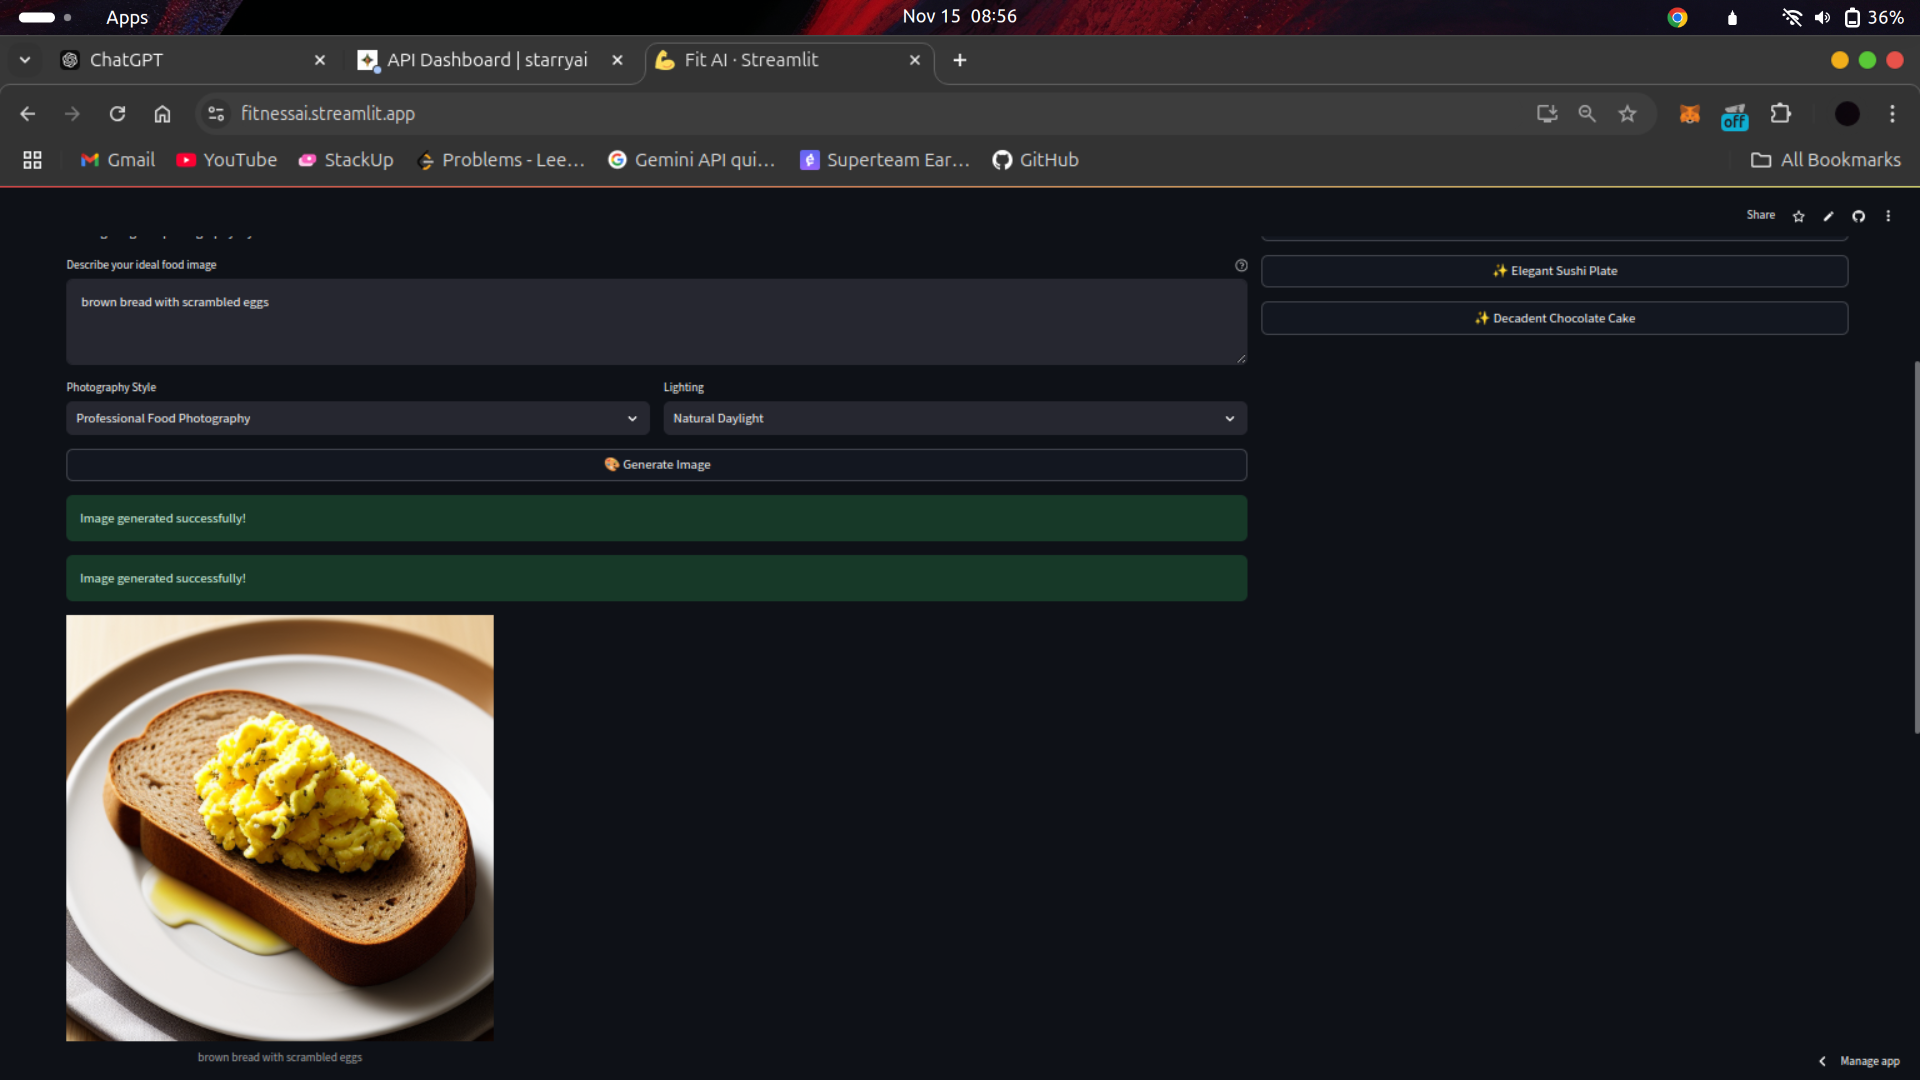 Apps
Nov 15 08:56
36%
ChatGPT
API Dashboard | starryai
Fit AI · Streamlit
fitnessai.streamlit.app
off
Gmail
YouTube
StackUp
Problems - Lee...
Gemini API qui...
Superteam Ear...
GitHub
All Bookmarks
Share
Describe your ideal food image
brown bread with scrambled eggs
✨ Elegant Sushi Plate
✨ Decadent Chocolate Cake
Photography Style
Lighting
Professional Food Photography
Natural Daylight
🎨 Generate Image
Image generated successfully!
Image generated successfully!
brown bread with scrambled eggs
Manage app